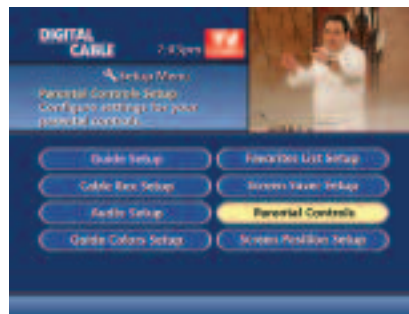 DIGITAL
CABLE
7:03pm TV
Setup Menu
Parental Controls Setup
Configure settings for your
parental controls.
Guide Setup Favorites List Setup
Cable Box Setup Screen Saver Setup
Audio Setup Parental Controls
Guide Colors Setup Screen Position Setup